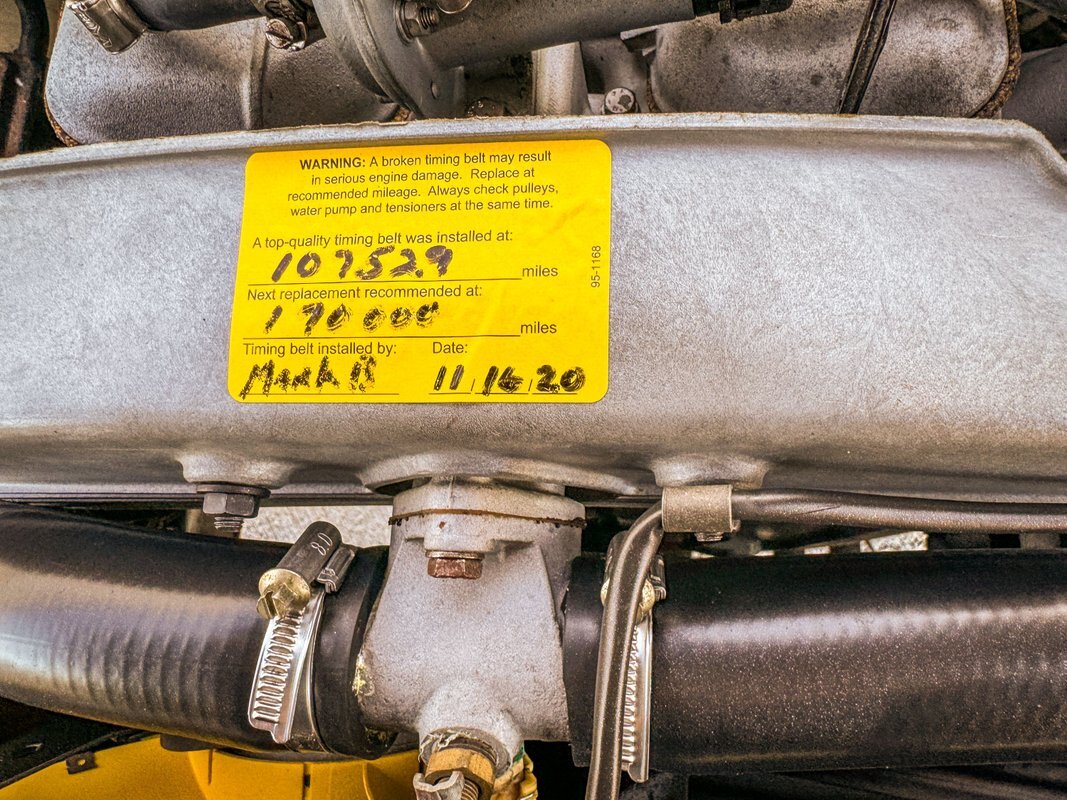 WARNING: A broken timing belt may result
in serious engine damage. Replace at
recommended mileage. Always check pulleys,
water pump and tensioners at the same time.
A top-quality timing belt was installed at:
107529 miles
Next replacement recommended at:
170000 miles
Timing belt installed by: Date:
Mark 11/16/20
95-1168